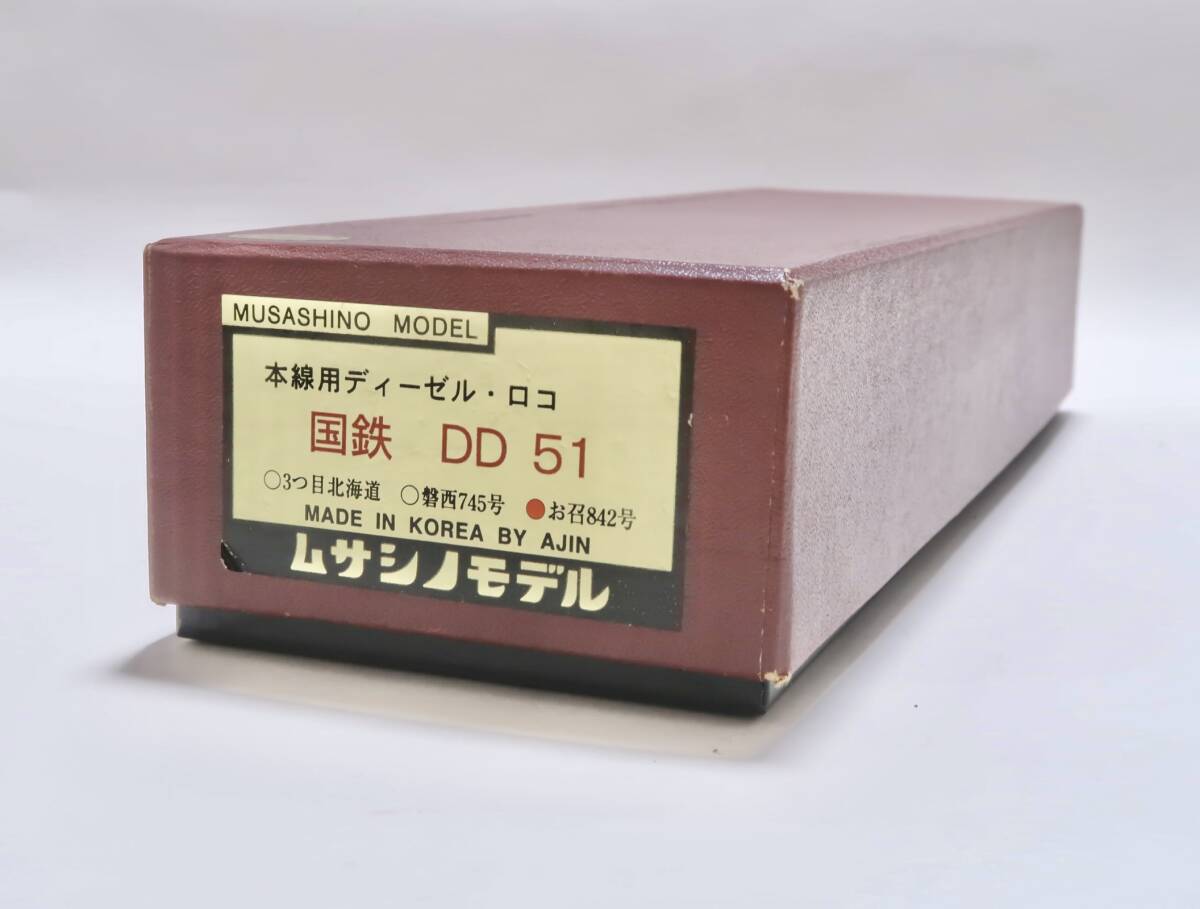 MUSASHINO MODEL
本線用ディーゼル・ロコ
国鉄 DD 51
○3つ目北海道 ○磐西745号 ●お召842号
MADE IN KOREA BY AJIN
ムサシノモデル